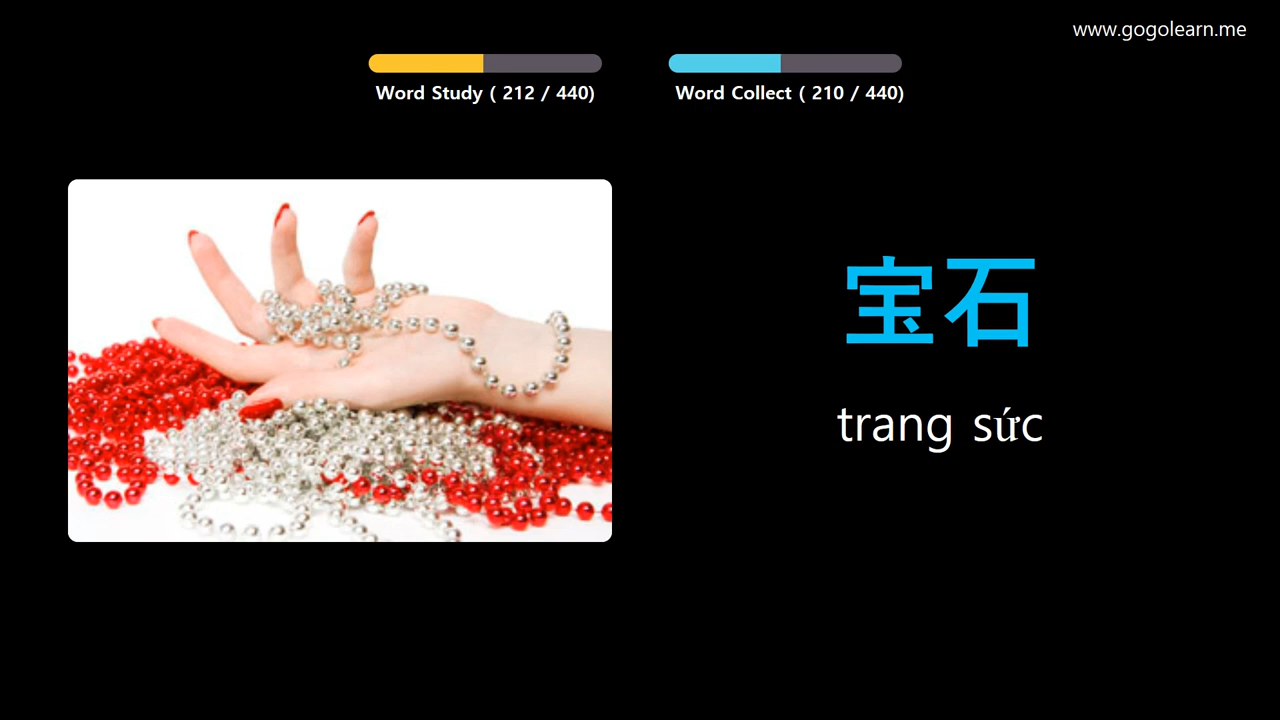 www.gogolearn.me
Word Study ( 212 / 440)
Word Collect ( 210 / 440)
宝石
trang sức